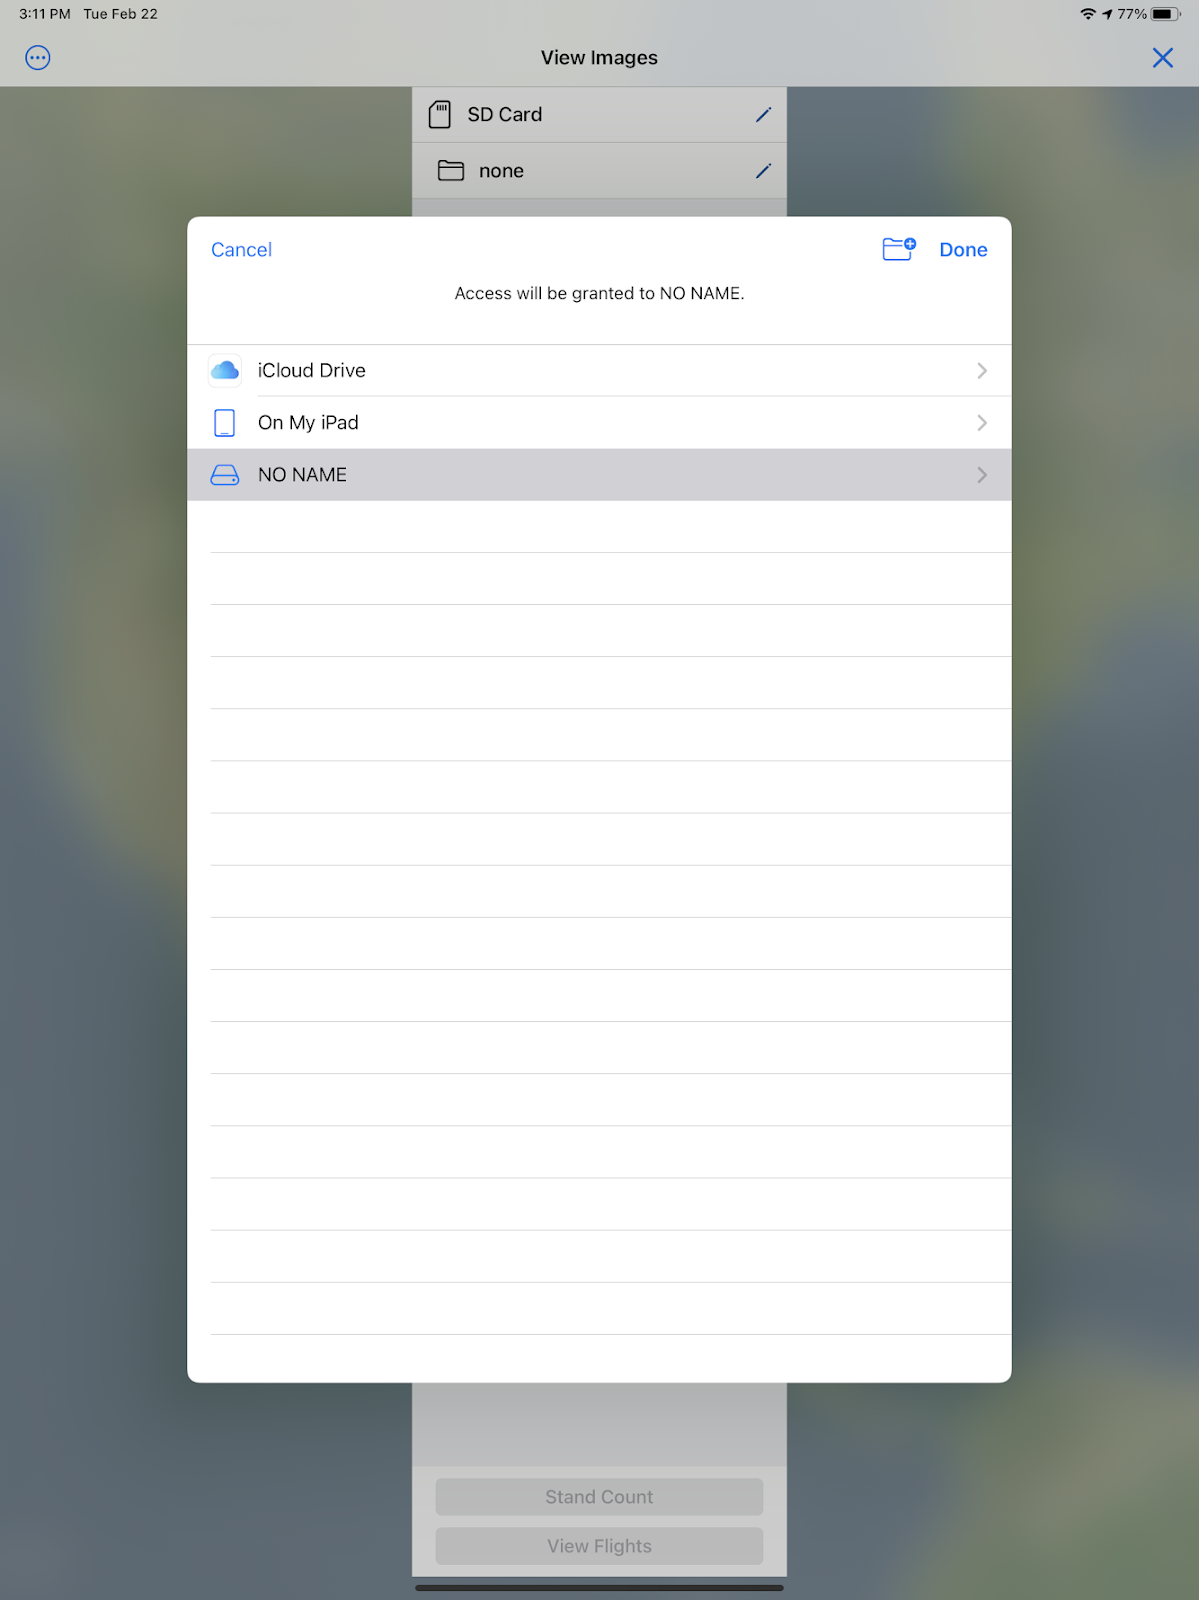 3:11 PM Tue Feb 22 77%
View Images
SD Card
none
Cancel Done
Access will be granted to NO NAME.
iCloud Drive
On My iPad
NO NAME
Stand Count
View Flights